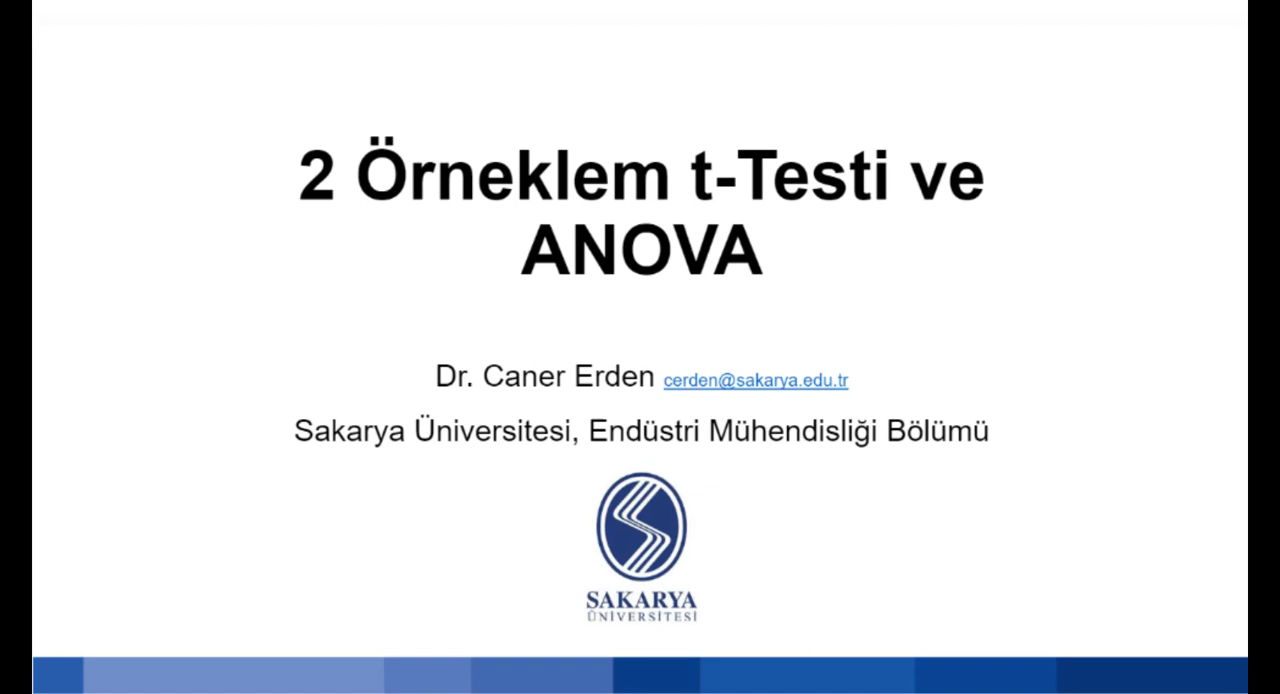 2 Örneklem t-Testi ve
ANOVA
Dr. Caner Erden cerden@sakarya.edu.tr
Sakarya Üniversitesi, Endüstri Mühendisliği Bölümü
SAKARYA
ÜNİVERSİTESİ